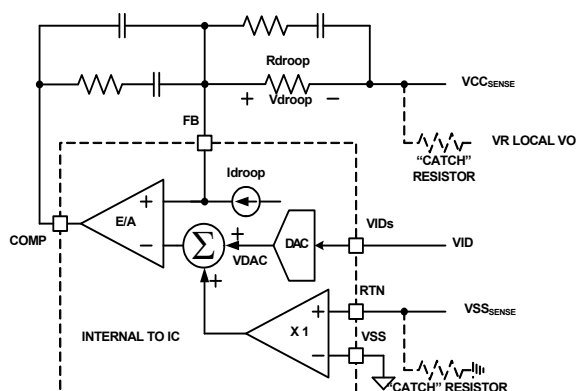 Rdroop
+ Vdroop −
VCCSENSE
FB
VR LOCAL VO
"CATCH"
RESISTOR
Idroop
+
E/A
−
COMP
Σ
+
+
VDAC
DAC
VIDs
VID
RTN
+
X 1
−
VSS
VSSSENSE
INTERNAL TO IC
"CATCH" RESISTOR